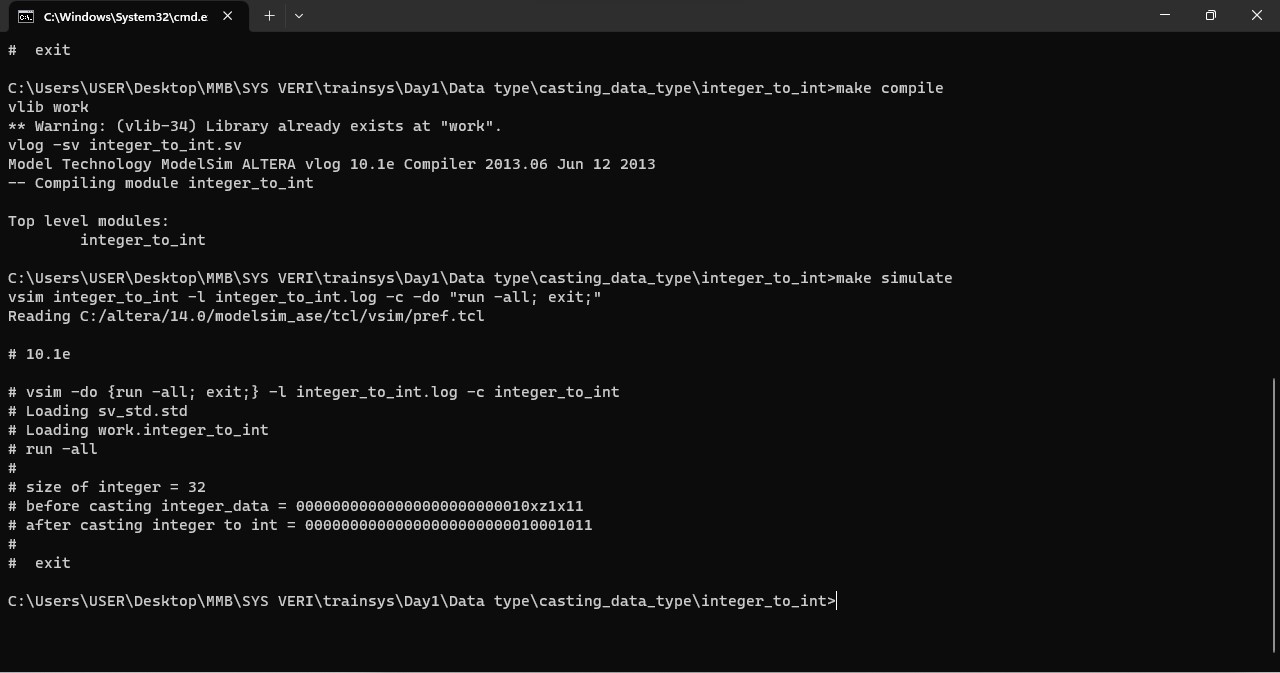 C:\Windows\System32\cmd.e
#  exit
C:\Users\USER\Desktop\MMB\SYS VERI\trainsys\Day1\Data type\casting_data_type\integer_to_int>make compile
vlib work
** Warning: (vlib-34) Library already exists at "work".
vlog -sv integer_to_int.sv
Model Technology ModelSim ALTERA vlog 10.1e Compiler 2013.06 Jun 12 2013
-- Compiling module integer_to_int
Top level modules:
        integer_to_int
C:\Users\USER\Desktop\MMB\SYS VERI\trainsys\Day1\Data type\casting_data_type\integer_to_int>make simulate
vsim integer_to_int -l integer_to_int.log -c -do "run -all; exit;"
Reading C:/altera/14.0/modelsim_ase/tcl/vsim/pref.tcl
# 10.1e
# vsim -do {run -all; exit;} -l integer_to_int.log -c integer_to_int
# Loading sv_std.std
# Loading work.integer_to_int
# run -all
#
# size of integer = 32
# before casting integer_data = 00000000000000000000000010xz1x11
# after casting integer to int = 00000000000000000000000010001011
#
#  exit
C:\Users\USER\Desktop\MMB\SYS VERI\trainsys\Day1\Data type\casting_data_type\integer_to_int>